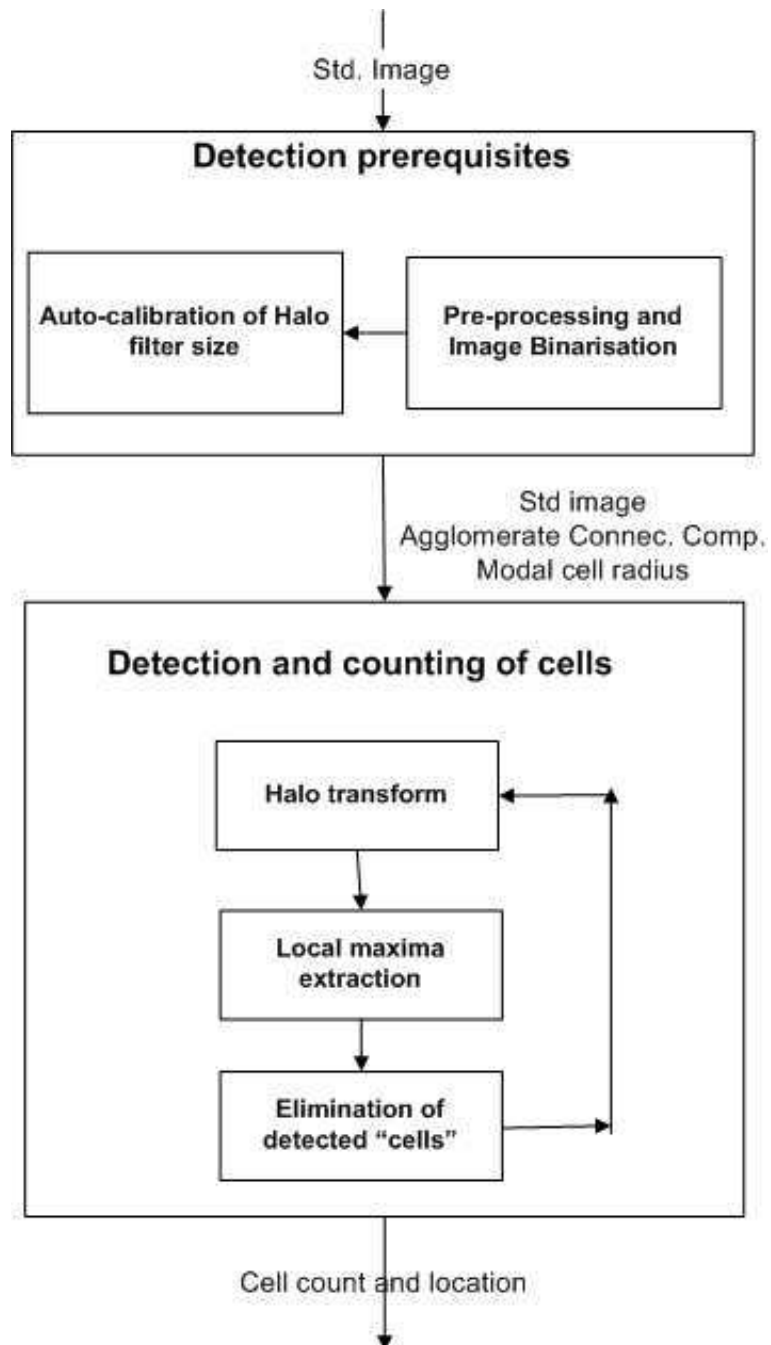 Std. Image
Detection prerequisites
Auto-calibration of Halo
filter size
Pre-processing and
Image Binarisation
Std image
Agglomerate Connec. Comp.
Modal cell radius
Detection and counting of cells
Halo transform
Local maxima
extraction
Elimination of
detected “cells”
Cell count and location